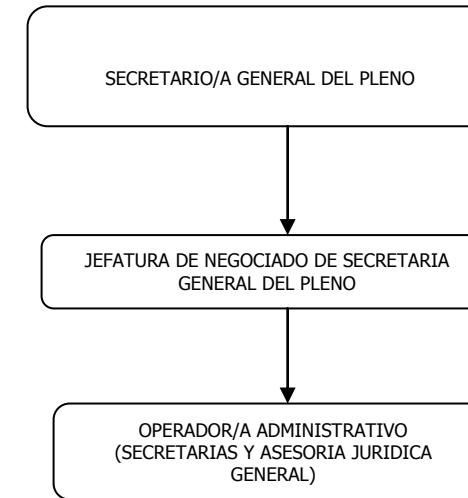 SECRETARIO/A GENERAL DEL PLENO
JEFATURA DE NEGOCIADO DE SECRETARIA
GENERAL DEL PLENO
OPERADOR/A ADMINISTRATIVO
(SECRETARIAS Y ASESORIA JURIDICA
GENERAL)